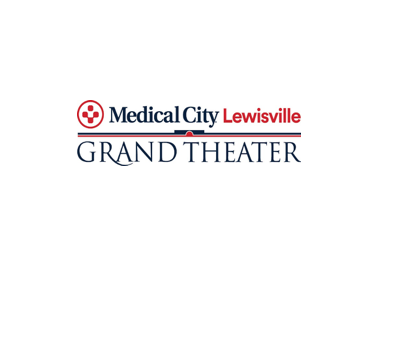 Medical City Lewisville
GRAND THEATER